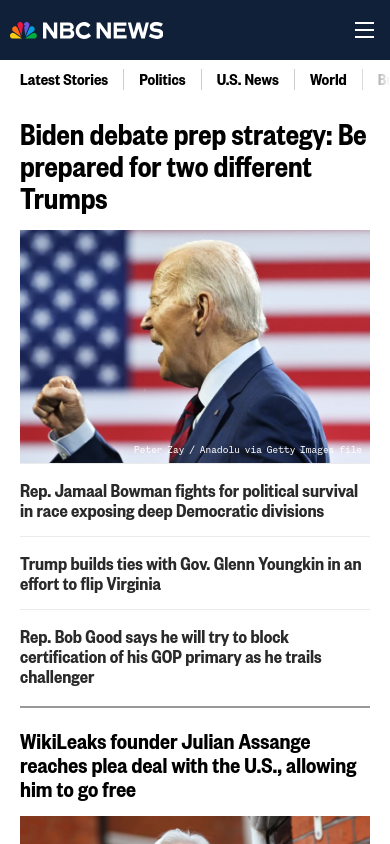 NBC NEWS
Latest Stories Politics U.S. News World
Biden debate prep strategy: Be
prepared for two different
Trumps
Peter Zay / Anadolu via Getty Images file
Rep. Jamaal Bowman fights for political survival
in race exposing deep Democratic divisions
Trump builds ties with Gov. Glenn Youngkin in an
effort to flip Virginia
Rep. Bob Good says he will try to block
certification of his GOP primary as he trails
challenger
WikiLeaks founder Julian Assange
reaches plea deal with the U.S., allowing
him to go free